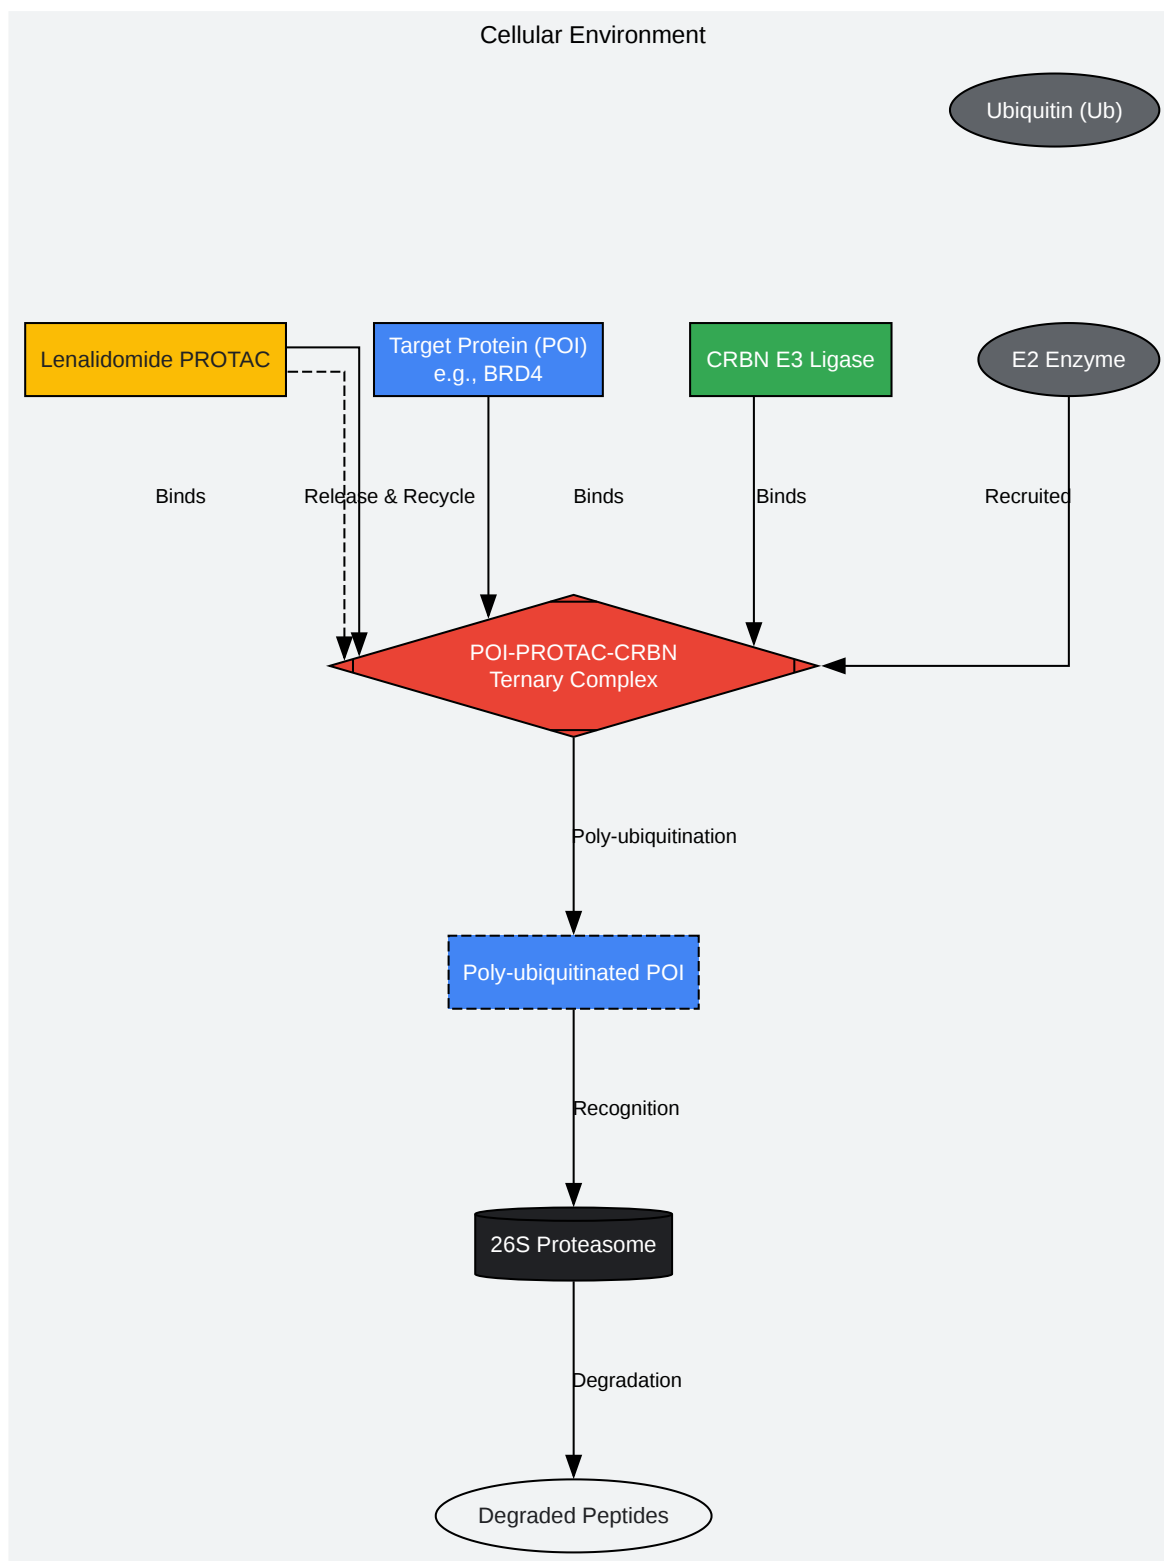 Cellular Environment
Ubiquitin (Ub)
Lenalidomide PROTAC
Target Protein (POI)
e.g., BRD4
CRBN E3 Ligase
E2 Enzyme
Binds
Release & Recycle
Binds
Binds
Recruited
POI-PROTAC-CRBN
Ternary Complex
Poly-ubiquitination
Poly-ubiquitinated POI
Recognition
26S Proteasome
Degradation
Degraded Peptides